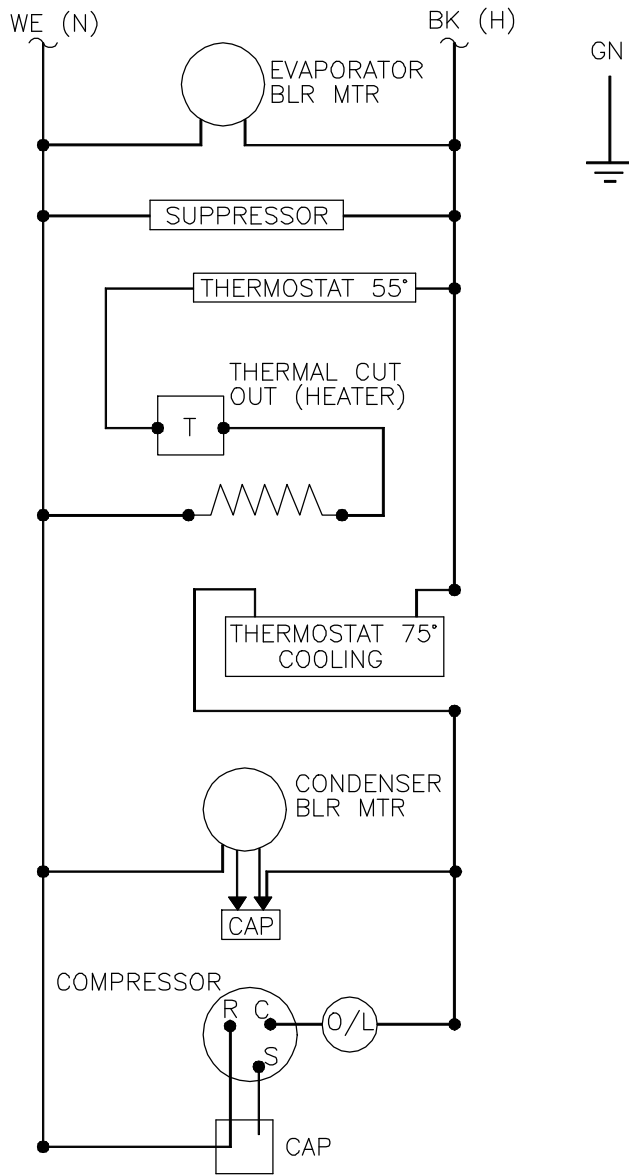 WE (N)
BK (H)
GN
EVAPORATOR
BLR MTR
SUPPRESSOR
THERMOSTAT 55°
THERMAL CUT
OUT (HEATER)
T
THERMOSTAT 75°
COOLING
CONDENSER
BLR MTR
CAP
COMPRESSOR
R C
O/L
S
CAP